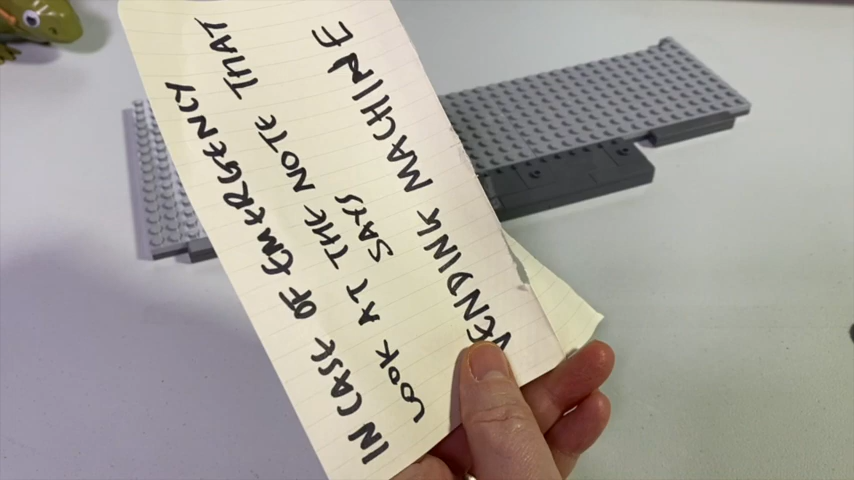 IN CASE OF EMERGENCY
LOOK AT THE NOTE THAT
SAYS
VENDING MACHINE